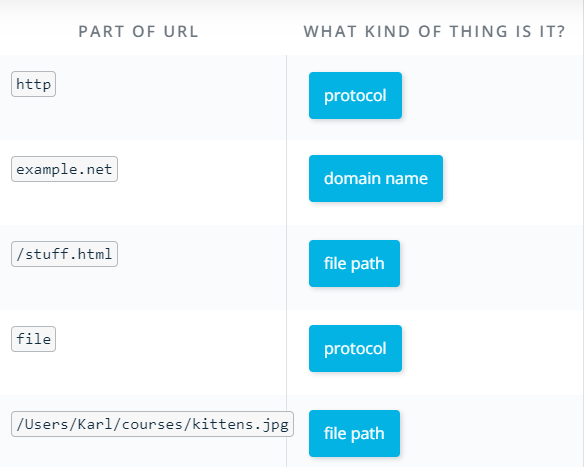 PART OF URL WHAT KIND OF THING IS IT?
http protocol
example.net domain name
/stuff.html file path
file protocol
/Users/Karl/courses/kittens.jpg file path